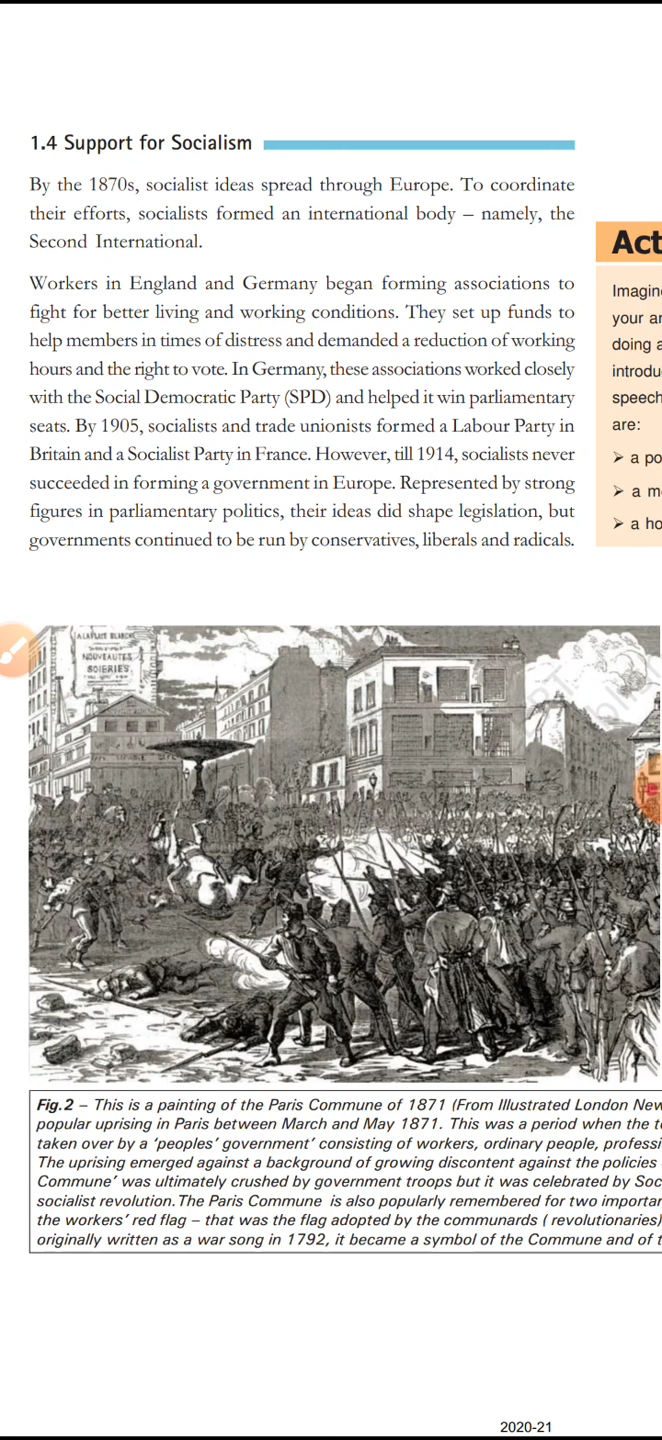 1.4 Support for Socialism
By the 1870s, socialist ideas spread through Europe. To coordinate
their efforts, socialists formed an international body – namely, the
Second International.
Workers in England and Germany began forming associations to
fight for better living and working conditions. They set up funds to
help members in times of distress and demanded a reduction of working
hours and the right to vote. In Germany, these associations worked closely
with the Social Democratic Party (SPD) and helped it win parliamentary
seats. By 1905, socialists and trade unionists formed a Labour Party in
Britain and a Socialist Party in France. However, till 1914, socialists never
succeeded in forming a government in Europe. Represented by strong
figures in parliamentary politics, their ideas did shape legislation, but
governments continued to be run by conservatives, liberals and radicals.
Act
Imagin
your ar
doing a
introdu
speech
are:
➢ a po
➢ a m
➢ a ho
A LA PLACE BLANCHE
NOUVEAUTES
SOIERIES
Fig.2 – This is a painting of the Paris Commune of 1871 (From Illustrated London New
popular uprising in Paris between March and May 1871. This was a period when the t
taken over by a ‘peoples’ government’ consisting of workers, ordinary people, professi
The uprising emerged against a background of growing discontent against the policies
Commune’ was ultimately crushed by government troops but it was celebrated by Soc
socialist revolution. The Paris Commune is also popularly remembered for two importan
the workers’ red flag – that was the flag adopted by the communards ( revolutionaries)
originally written as a war song in 1792, it became a symbol of the Commune and of t
2020-21